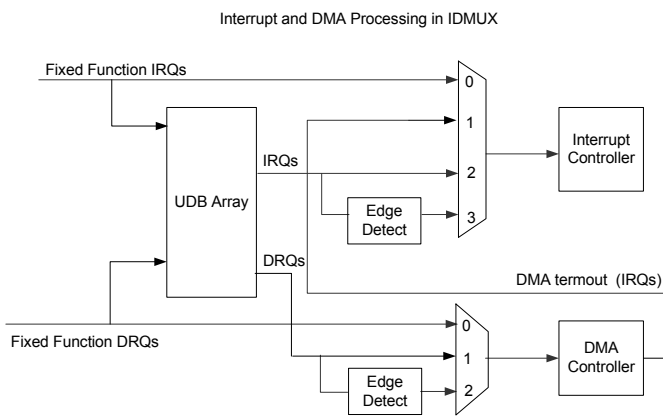 Interrupt and DMA Processing in IDMUX
Fixed Function IRQs
0
1
2
3
Interrupt
Controller
IRQs
UDB Array
Edge
Detect
DRQs
DMA termout (IRQs)
Fixed Function DRQs
0
1
2
DMA
Controller
Edge
Detect